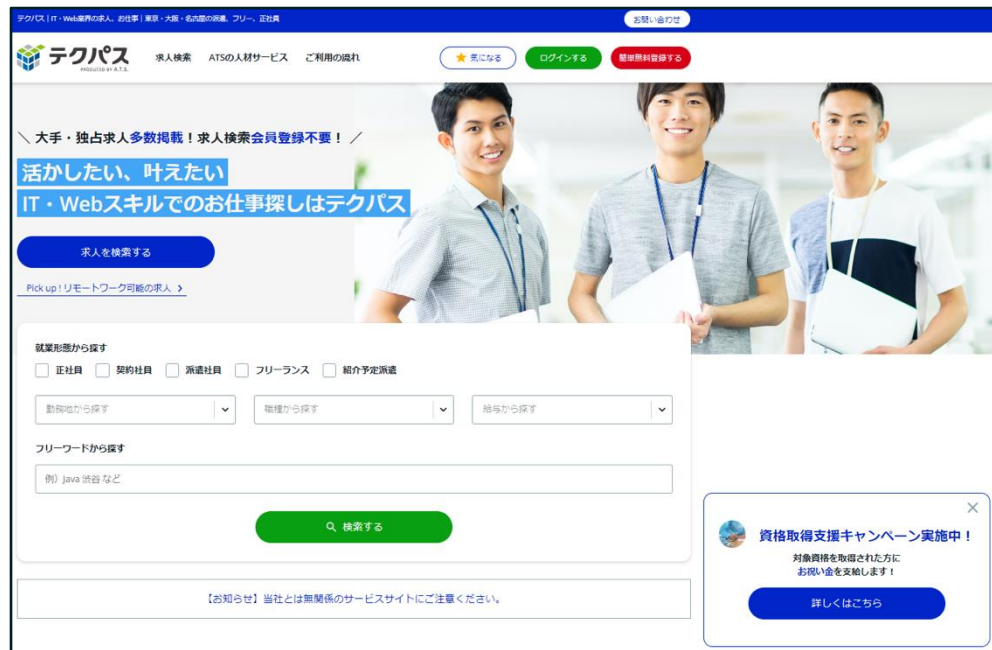 テクパス | IT・Web業界の求人、お仕事 | 東京・大阪・名古屋の派遣、フリー、正社員
お問い合わせ
テクパス
PRODUCED BY A.T.S.
求人検索 ATSの人材サービス ご利用の流れ
気になる
ログインする
簡単無料登録する
＼ 大手・独占求人多数掲載！求人検索会員登録不要！ ／
活かしたい、叶えたい
IT・Webスキルでのお仕事探しはテクパス
求人を検索する
Pick up ! リモートワーク可能の求人 >
就業形態から探す
正社員 契約社員 派遣社員 フリーランス 紹介予定派遣
勤務地から探す 職種から探す 給与から探す
フリーワードから探す
例）Java 渋谷 など
検索する
【お知らせ】当社とは無関係のサービスサイトにご注意ください。
資格取得支援キャンペーン実施中！
対象資格を取得された方に
お祝い金を支給します！
詳しくはこちら